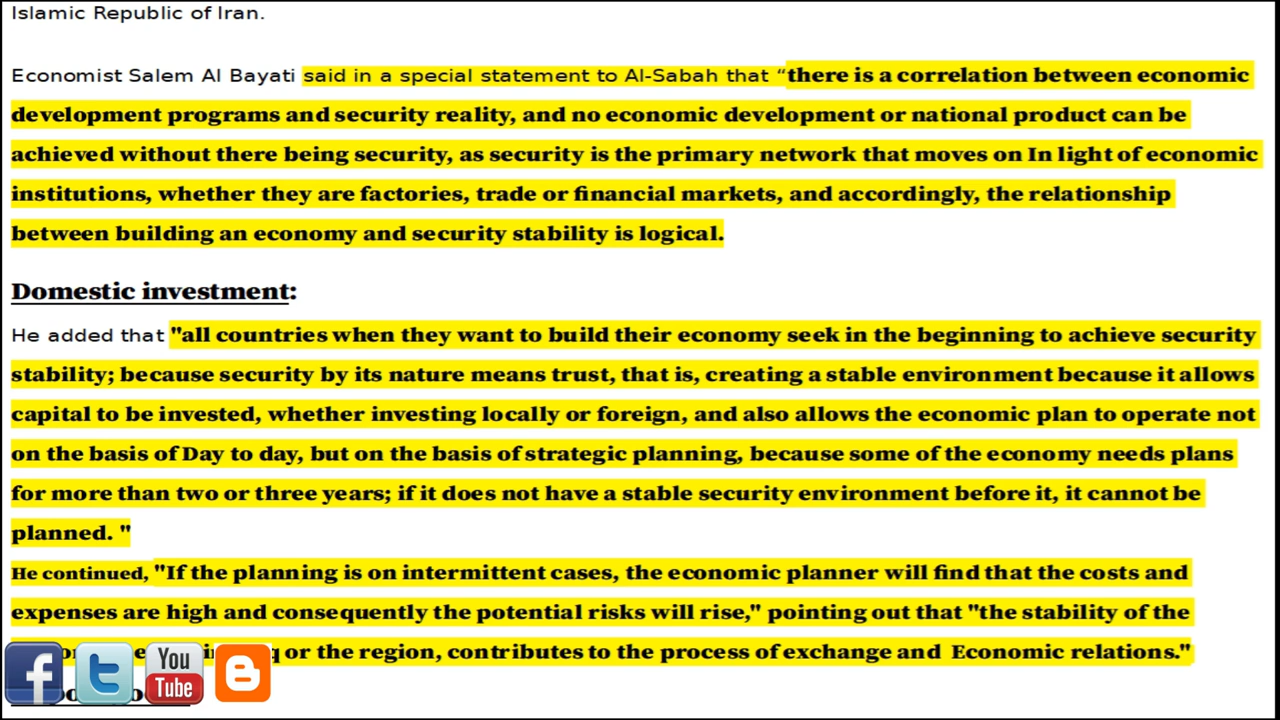 Islamic Republic of Iran.
Economist Salem Al Bayati said in a special statement to Al-Sabah that “there is a correlation between economic
development programs and security reality, and no economic development or national product can be
achieved without there being security, as security is the primary network that moves on In light of economic
institutions, whether they are factories, trade or financial markets, and accordingly, the relationship
between building an economy and security stability is logical.
Domestic investment:
He added that "all countries when they want to build their economy seek in the beginning to achieve security
stability; because security by its nature means trust, that is, creating a stable environment because it allows
capital to be invested, whether investing locally or foreign, and also allows the economic plan to operate not
on the basis of Day to day, but on the basis of strategic planning, because some of the economy needs plans
for more than two or three years; if it does not have a stable security environment before it, it cannot be
planned. "
He continued, "If the planning is on intermittent cases, the economic planner will find that the costs and
expenses are high and consequently the potential risks will rise," pointing out that "the stability of the
or the region, contributes to the process of exchange and Economic relations."
f
t
You
Tube
B